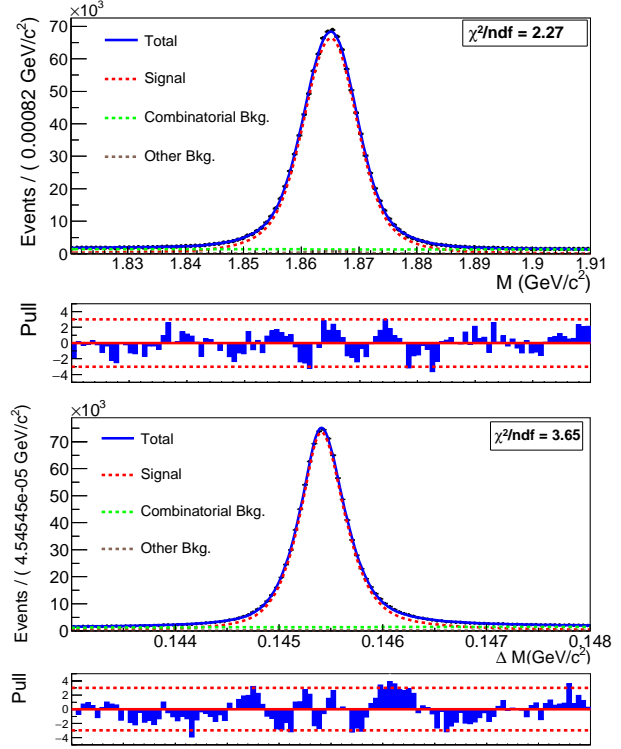 ×10³
70
60
50
40
30
20
10
0
Events / ( 0.00082 GeV/c²)
Total
Signal
Combinatorial Bkg.
Other Bkg.
χ²/ndf = 2.27
1.83 1.84 1.85 1.86 1.87 1.88 1.89 1.9 1.91
M (GeV/c²)
Pull
4
2
0
−2
−4
×10³
70
60
50
40
30
20
10
0
Events / ( 4.54545e-05 GeV/c²)
Total
Signal
Combinatorial Bkg.
Other Bkg.
χ²/ndf = 3.65
0.144 0.145 0.146 0.147 0.148
Δ M(GeV/c²)
Pull
4
2
0
−2
−4